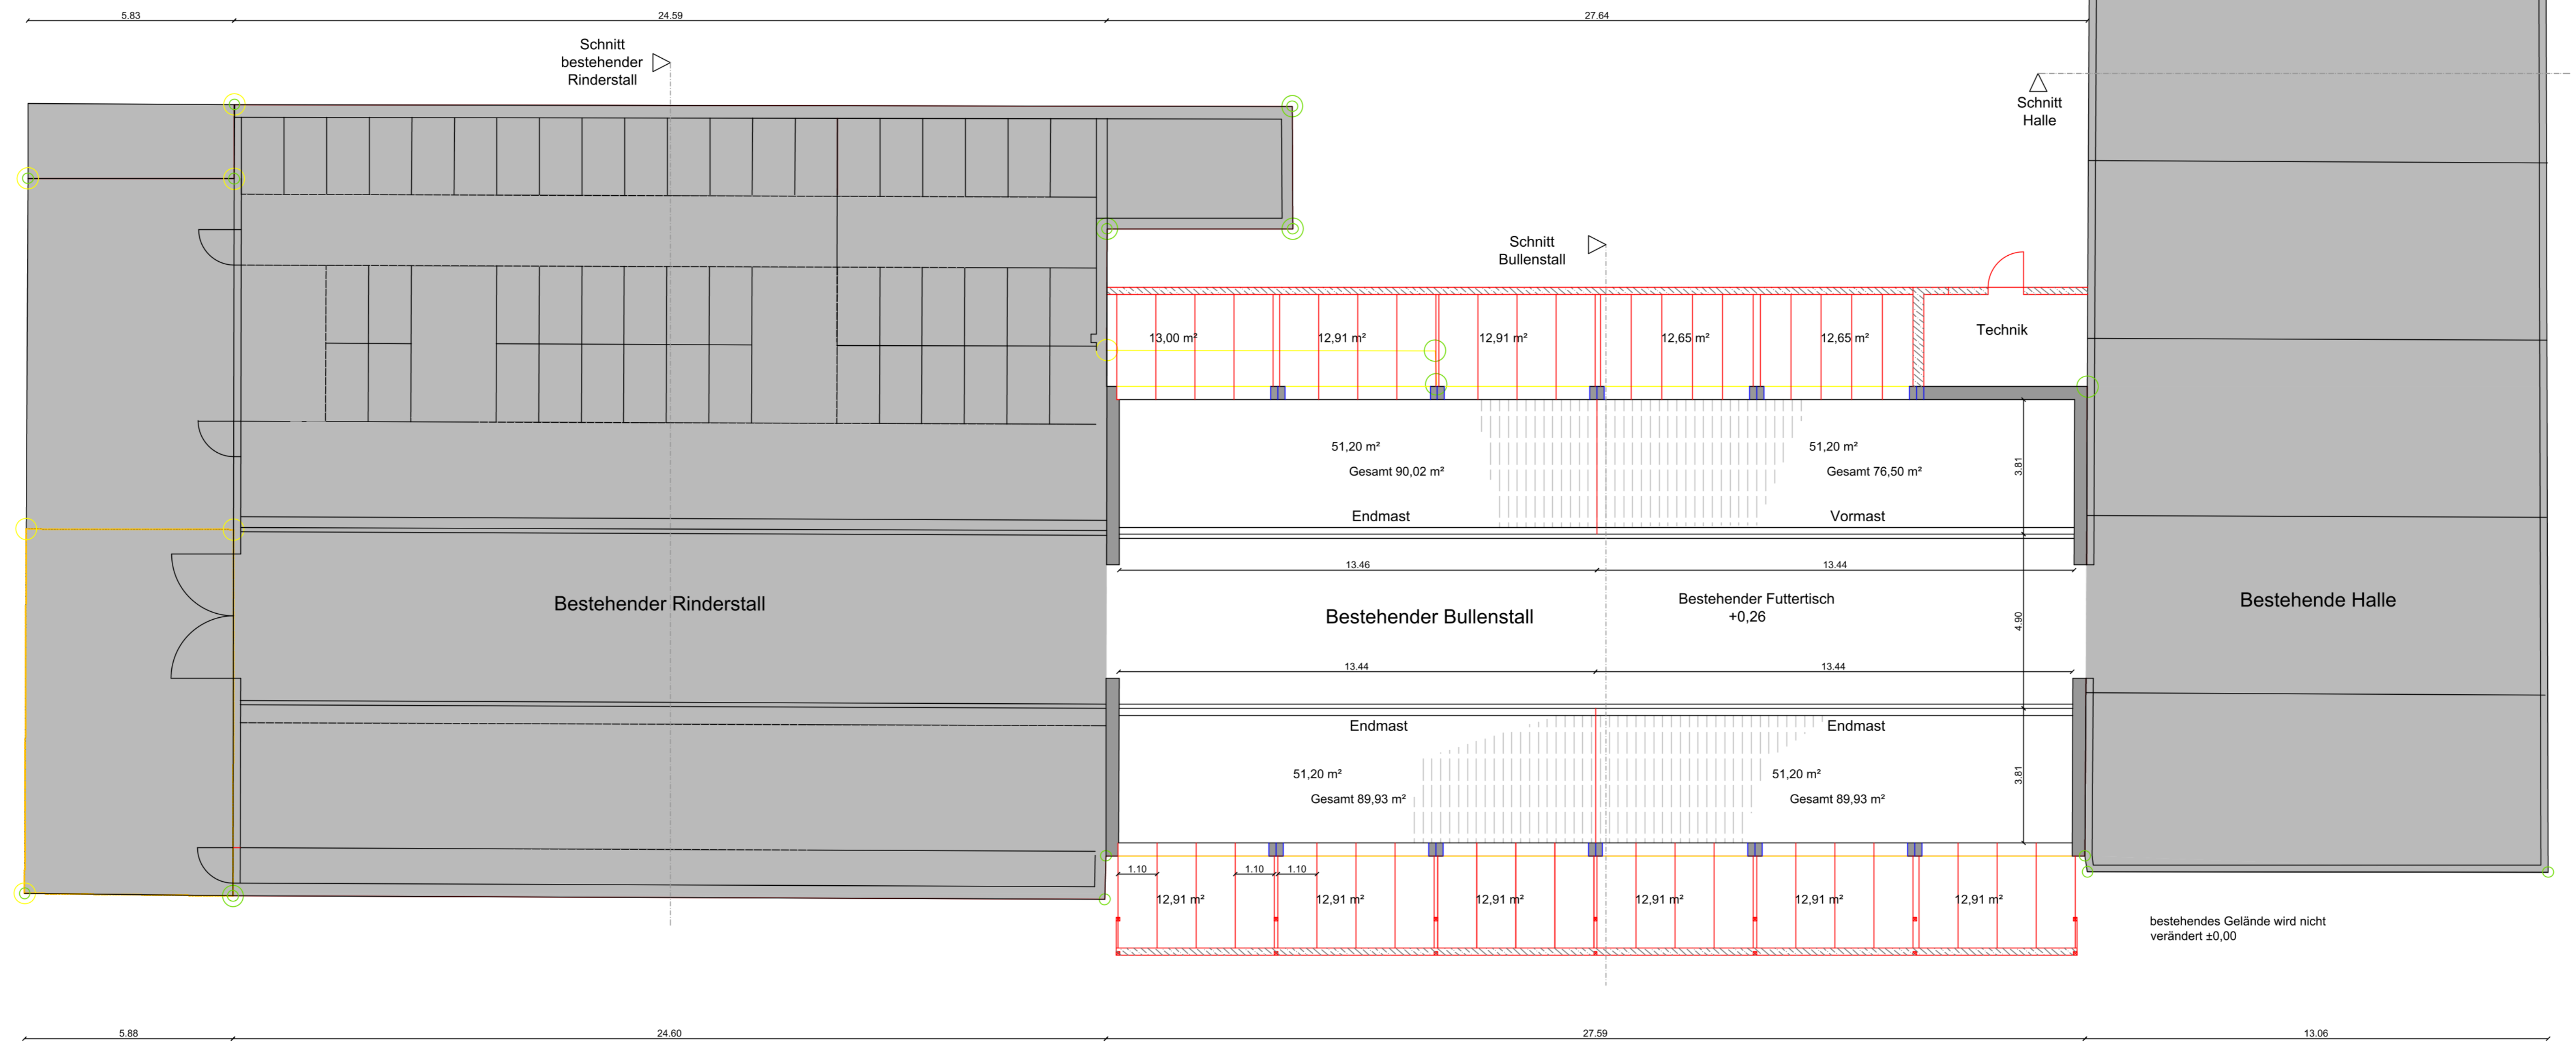 5.83
24.59
27.64
Schnitt
bestehender
Rinderstall
Schnitt
Halle
Schnitt
Bullenstall
13,00 m²
12,91 m²
12,91 m²
12,65 m²
12,65 m²
Technik
51,20 m²
Gesamt 90,02 m²
51,20 m²
Gesamt 76,50 m²
3.81
Endmast
Vormast
13.46
13.44
Bestehender Rinderstall
Bestehender Bullenstall
Bestehender Futtertisch
+0,26
4.90
Bestehende Halle
13.44
13.44
Endmast
Endmast
51,20 m²
Gesamt 89,93 m²
51,20 m²
Gesamt 89,93 m²
3.81
1.10
1.10
1.10
12,91 m²
12,91 m²
12,91 m²
12,91 m²
12,91 m²
12,91 m²
bestehendes Gelände wird nicht
verändert ±0,00
5.88
24.60
27.59
13.06